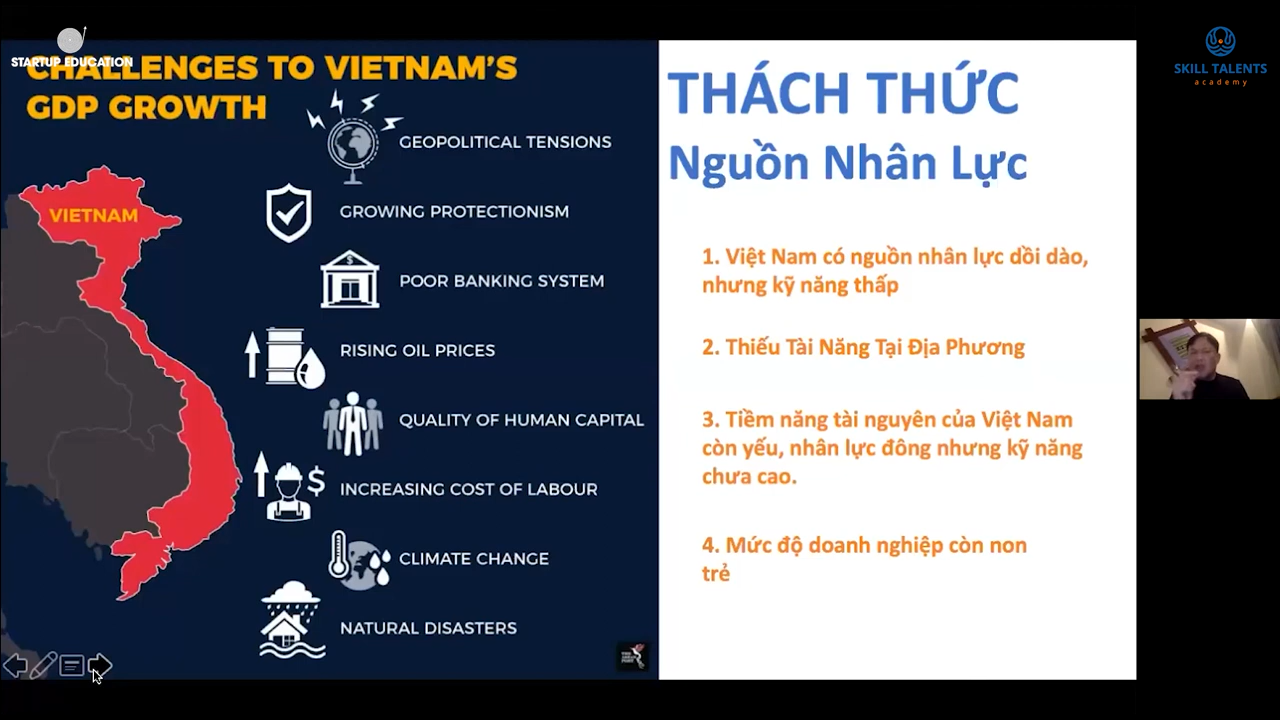 STARTUP EDUCATION
CHALLENGES TO VIETNAM'S
GDP GROWTH
VIETNAM
GEOPOLITICAL TENSIONS
GROWING PROTECTIONISM
POOR BANKING SYSTEM
RISING OIL PRICES
QUALITY OF HUMAN CAPITAL
INCREASING COST OF LABOUR
CLIMATE CHANGE
NATURAL DISASTERS
THÁCH THỨC
Nguồn Nhân Lực
1. Việt Nam có nguồn nhân lực dồi dào,
nhưng kỹ năng thấp
2. Thiếu Tài Năng Tại Địa Phương
3. Tiềm năng tài nguyên của Việt Nam
còn yếu, nhân lực đông nhưng kỹ năng
chưa cao.
4. Mức độ doanh nghiệp còn non
trẻ
SKILL TALENTS
academy